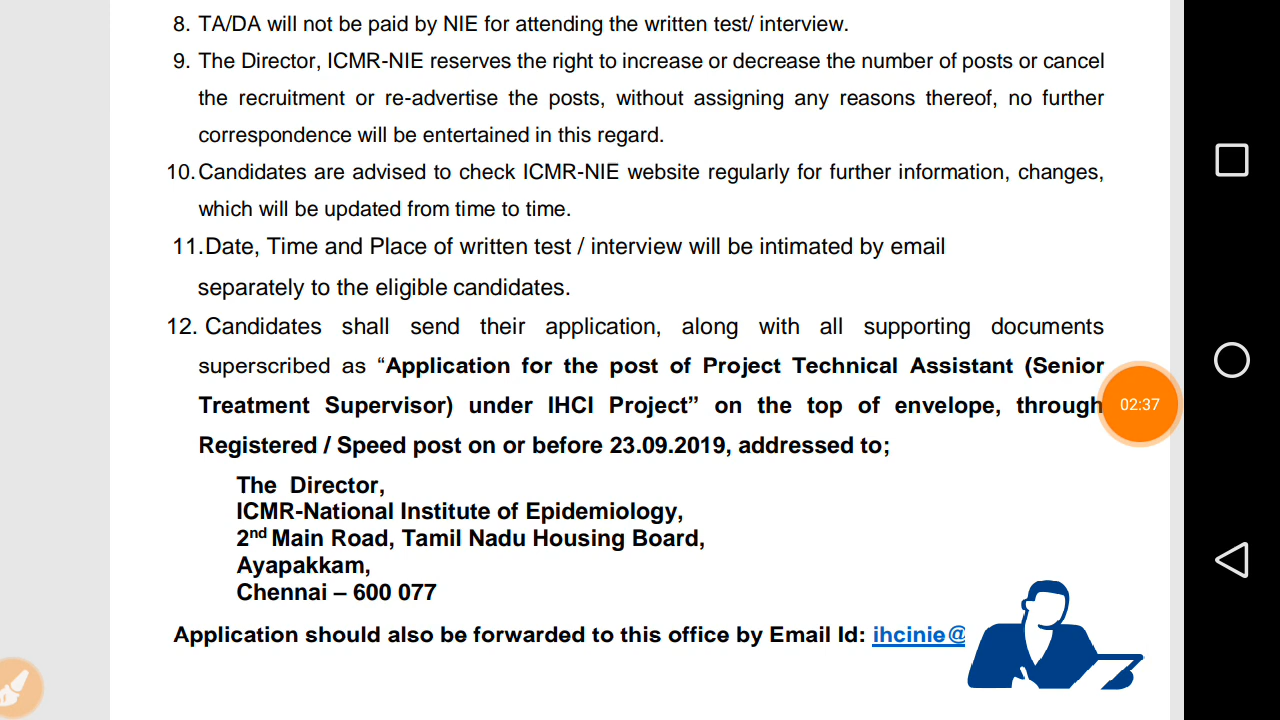 8. TA/DA will not be paid by NIE for attending the written test/ interview.
9. The Director, ICMR-NIE reserves the right to increase or decrease the number of posts or cancel
the recruitment or re-advertise the posts, without assigning any reasons thereof, no further
correspondence will be entertained in this regard.
10. Candidates are advised to check ICMR-NIE website regularly for further information, changes,
which will be updated from time to time.
11. Date, Time and Place of written test / interview will be intimated by email
separately to the eligible candidates.
12. Candidates shall send their application, along with all supporting documents
superscribed as “Application for the post of Project Technical Assistant (Senior
Treatment Supervisor) under IHCI Project” on the top of envelope, through
02:37
Registered / Speed post on or before 23.09.2019, addressed to;
The Director,
ICMR-National Institute of Epidemiology,
2nd Main Road, Tamil Nadu Housing Board,
Ayapakkam,
Chennai – 600 077
Application should also be forwarded to this office by Email Id: ihcinie@